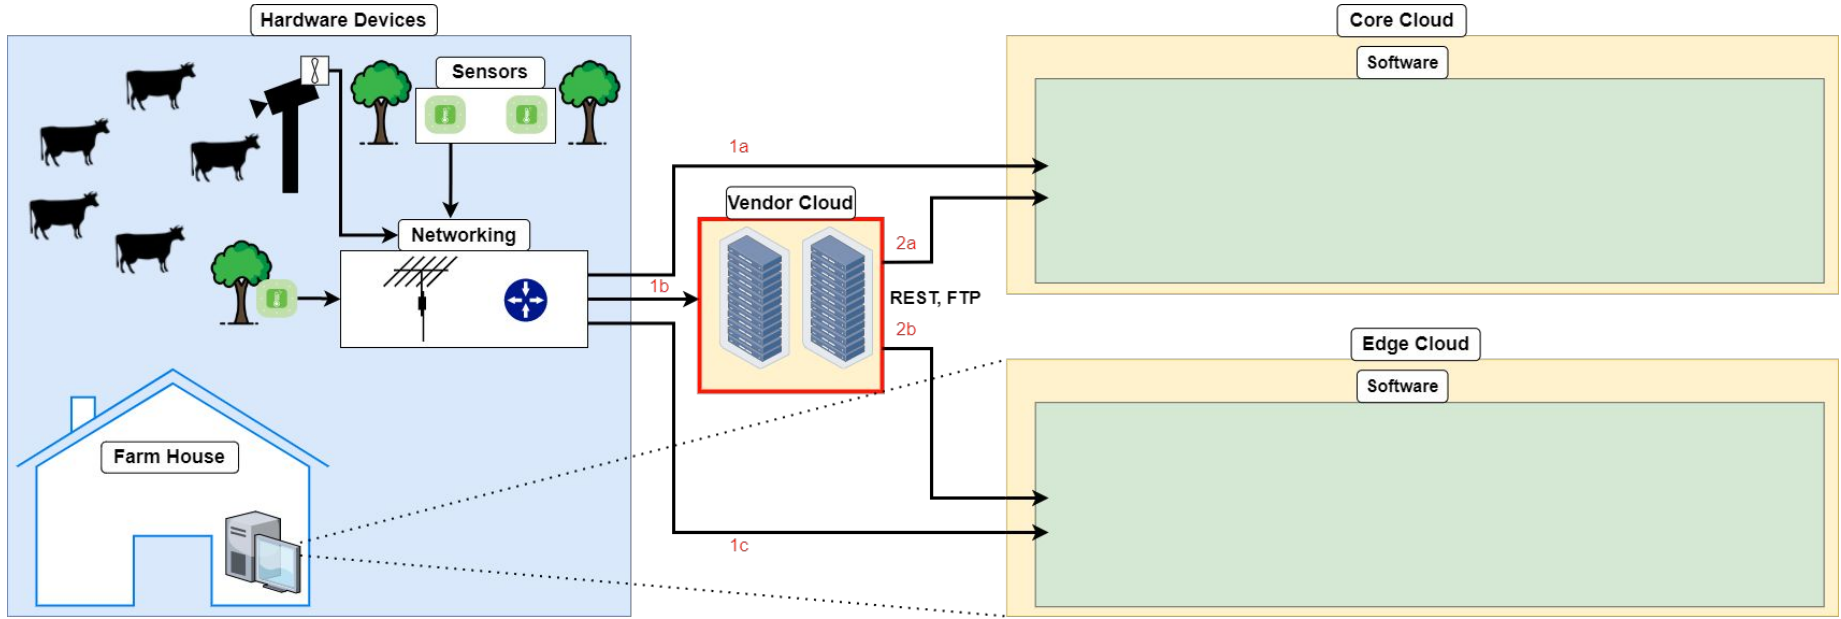 Hardware Devices
Core Cloud
Software
Sensors
1a
Vendor Cloud
Networking
2a
1b
REST, FTP
2b
Edge Cloud
Software
Farm House
1c